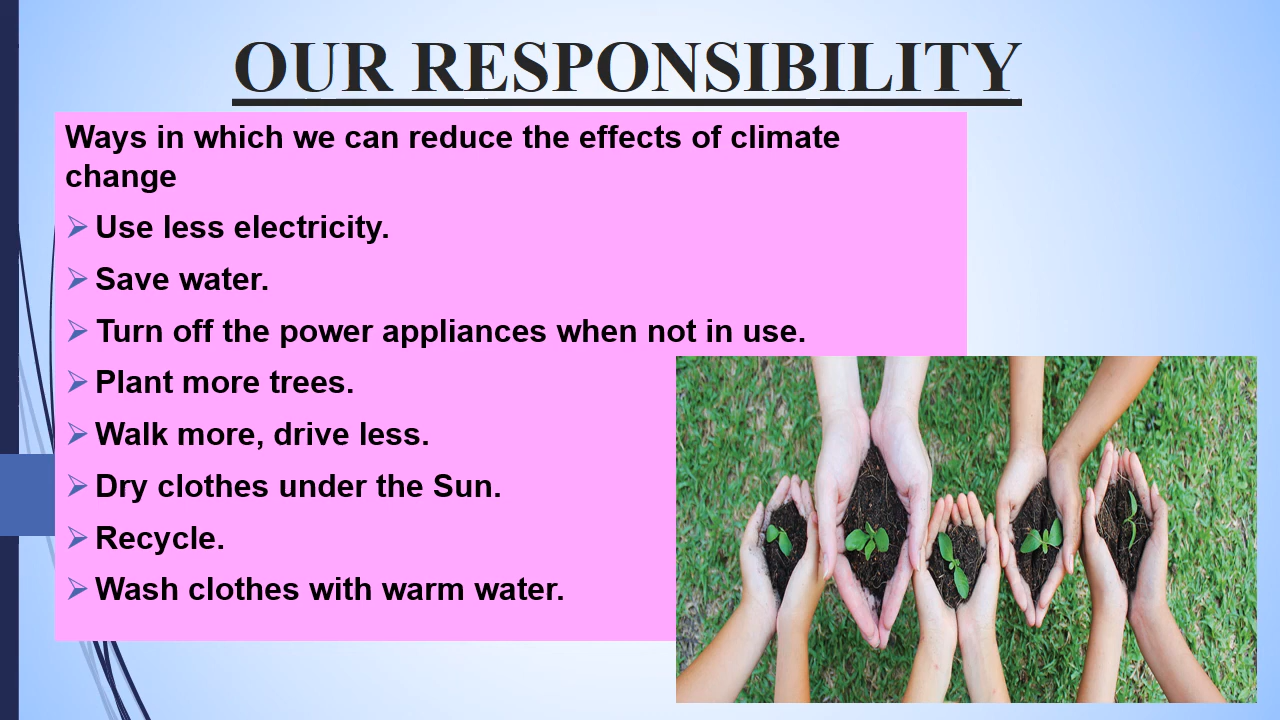 OUR RESPONSIBILITY
Ways in which we can reduce the effects of climate
change
Use less electricity.
Save water.
Turn off the power appliances when not in use.
Plant more trees.
Walk more, drive less.
Dry clothes under the Sun.
Recycle.
Wash clothes with warm water.